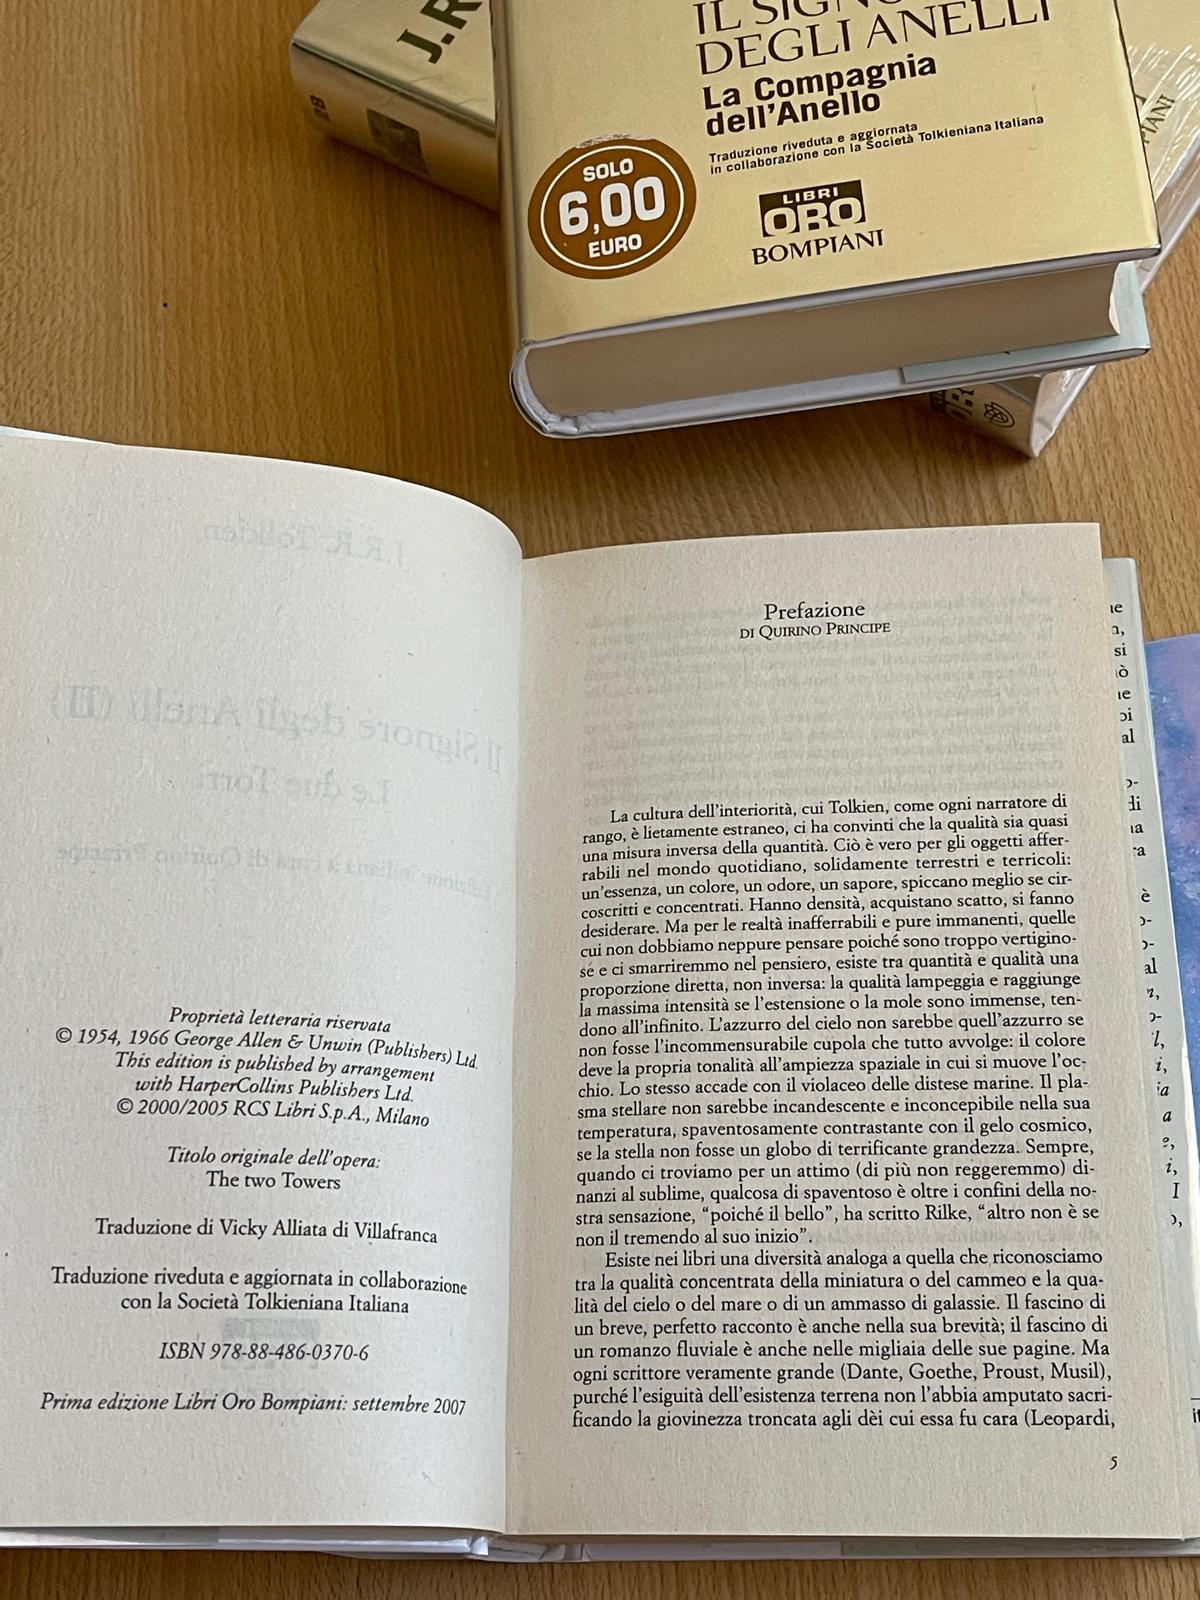 J.R
28
IL SIGNO
DEGLI ANELLI
La Compagnia
dell'Anello
Traduzione riveduta e aggiornata
in collaborazione con la Società Tolkieniana Italiana
SOLO
6,00
EURO
LIBRI
ORO
BOMPIANI
PIANI
ORO
J.R.R. Tolkien
Il Signore degli Anelli (II)
Le due Torri
Edizione italiana a cura di Quirino Principe
Proprietà letteraria riservata
© 1954, 1966 George Allen & Unwin (Publishers) Ltd.
This edition is published by arrangement
with HarperCollins Publishers Ltd.
© 2000/2005 RCS Libri S.p.A., Milano
Titolo originale dell'opera:
The two Towers
Traduzione di Vicky Alliata di Villafranca
Traduzione riveduta e aggiornata in collaborazione
con la Società Tolkieniana Italiana
ISBN 978-88-486-0370-6
Prima edizione Libri Oro Bompiani: settembre 2007
Prefazione
DI QUIRINO PRINCIPE
La cultura dell'interiorità, cui Tolkien, come ogni narratore di
rango, è lietamente estraneo, ci ha convinti che la qualità sia quasi
una misura inversa della quantità. Ciò è vero per gli oggetti affer-
rabili nel mondo quotidiano, solidamente terrestri e terricoli:
un'essenza, un colore, un odore, un sapore, spiccano meglio se cir-
coscritti e concentrati. Hanno densità, acquistano scatto, si fanno
desiderare. Ma per le realtà inafferrabili e pure immanenti, quelle
cui non dobbiamo neppure pensare poiché sono troppo vertigino-
se e ci smarriremmo nel pensiero, esiste tra quantità e qualità una
proporzione diretta, non inversa: la qualità lampeggia e raggiunge
la massima intensità se l'estensione o la mole sono immense, ten-
dono all'infinito. L'azzurro del cielo non sarebbe quell'azzurro se
non fosse l'incommensurabile cupola che tutto avvolge: il colore
deve la propria tonalità all'ampiezza spaziale in cui si muove l'oc-
chio. Lo stesso accade con il violaceo delle distese marine. Il pla-
sma stellare non sarebbe incandescente e inconcepibile nella sua
temperatura, spaventosamente contrastante con il gelo cosmico,
se la stella non fosse un globo di terrificante grandezza. Sempre,
quando ci troviamo per un attimo (di più non reggeremmo) di-
nanzi al sublime, qualcosa di spaventoso è oltre i confini della no-
stra sensazione, “poiché il bello”, ha scritto Rilke, “altro non è se
non il tremendo al suo inizio”.
Esiste nei libri una diversità analoga a quella che riconosciamo
tra la qualità concentrata della miniatura o del cammeo e la qua-
lità del cielo o del mare o di un ammasso di galassie. Il fascino di
un breve, perfetto racconto è anche nella sua brevità; il fascino di
un romanzo fluviale è anche nelle migliaia delle sue pagine. Ma
ogni scrittore veramente grande (Dante, Goethe, Proust, Musil),
purché l'esiguità dell'esistenza terrena non l'abbia amputato sacri-
ficando la giovinezza troncata agli dèi cui essa fu cara (Leopardi,
5